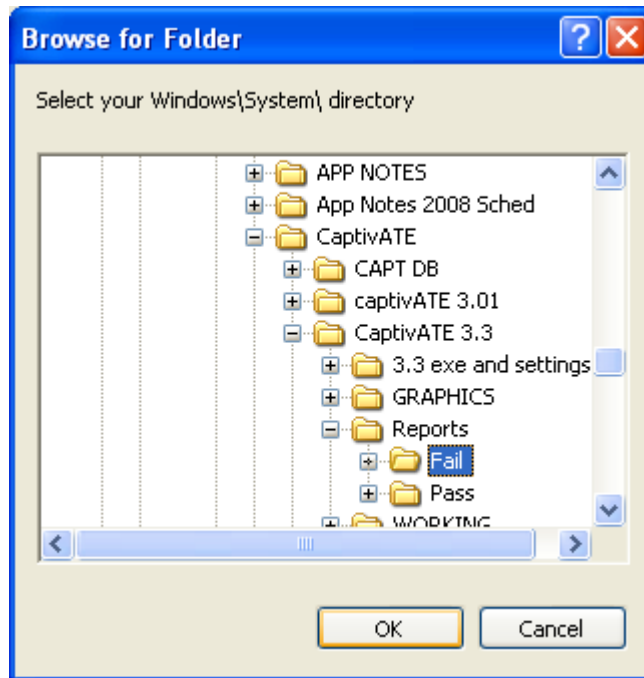 Browse for Folder
Select your Windows\System\ directory
APP NOTES
App Notes 2008 Sched
CaptivATE
CAPT DB
captivATE 3.01
CaptivATE 3.3
3.3 exe and settings
GRAPHICS
Reports
Fail
Pass
WORKING
OK Cancel